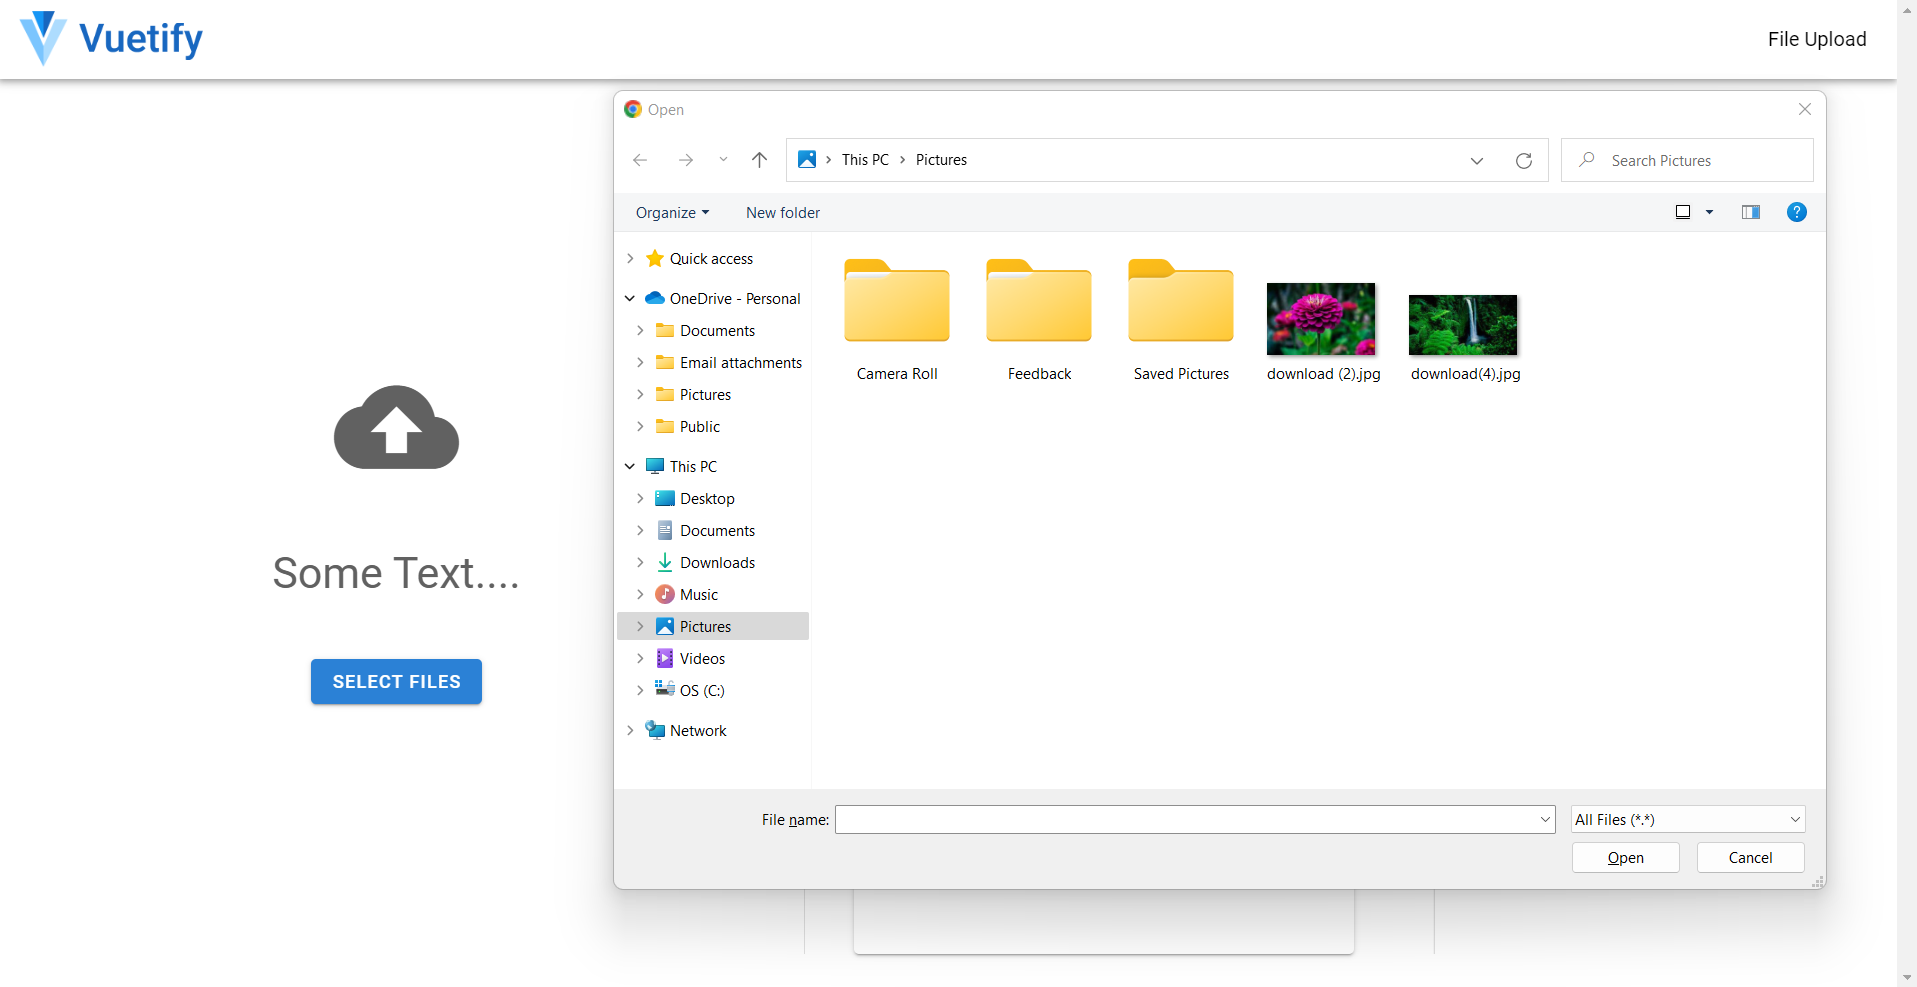 Vuetify
File Upload
Some Text....
SELECT FILES
Open
This PC
Pictures
Search Pictures
Organize
New folder
?
Quick access
OneDrive - Personal
Documents
Email attachments
Pictures
Public
This PC
Desktop
Documents
Downloads
Music
Pictures
Videos
OS (C:)
Network
Camera Roll
Feedback
Saved Pictures
download (2).jpg
download(4).jpg
File name:
All Files (*.*)
Open
Cancel